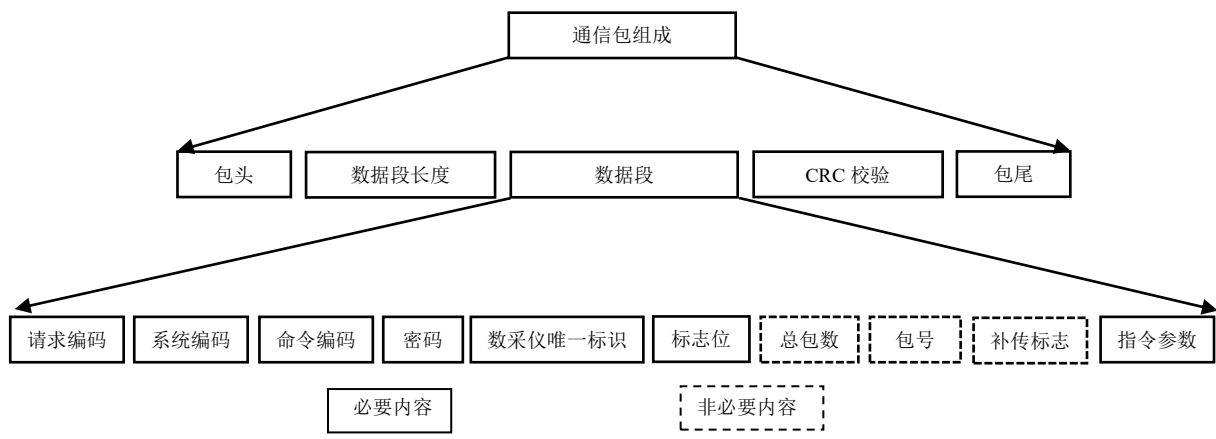 通信包组成
包头
数据段长度
数据段
CRC 校验
包尾
请求编码
系统编码
命令编码
密码
数采仪唯一标识
标志位
总包数
包号
补传标志
指令参数
必要内容
非必要内容